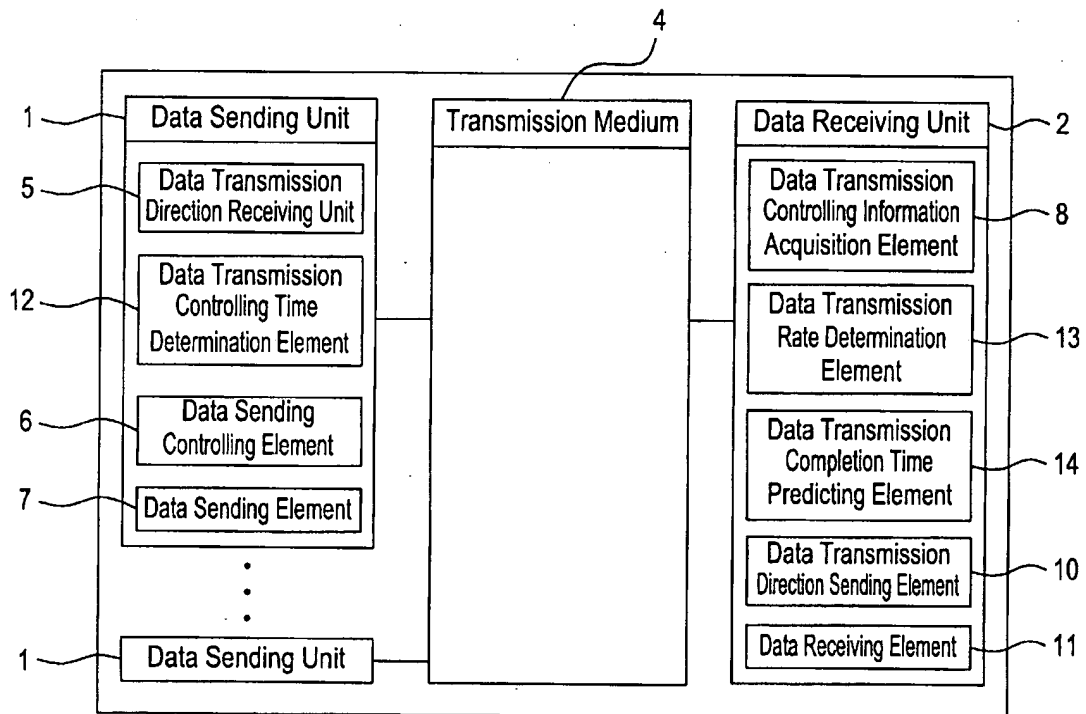 4
1
Data Sending Unit
5
Data Transmission
Direction Receiving Unit
12
Data Transmission
Controlling Time
Determination Element
6
Data Sending
Controlling Element
7
Data Sending Element
1
Data Sending Unit
Transmission Medium
Data Receiving Unit
2
Data Transmission
Controlling Information
Acquisition Element
8
Data Transmission
Rate Determination
Element
13
Data Transmission
Completion Time
Predicting Element
14
Data Transmission
Direction Sending Element
10
Data Receiving Element
11